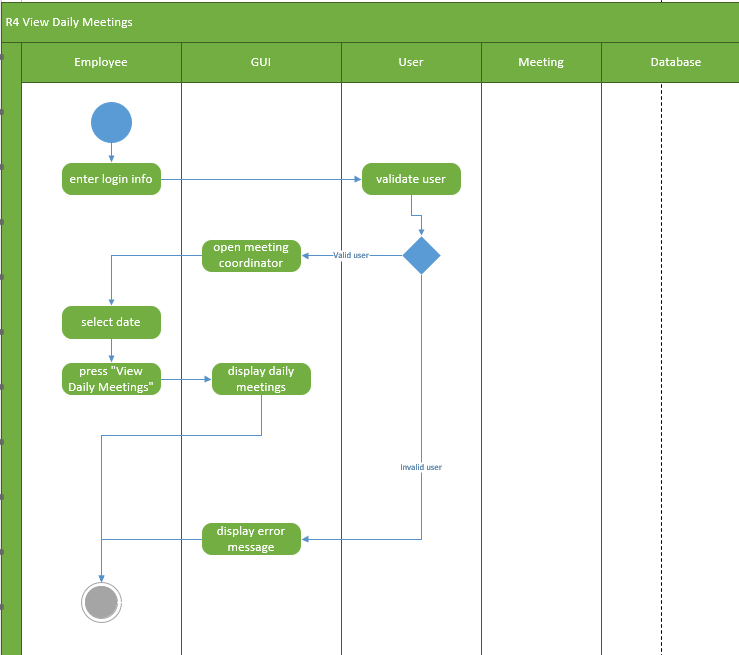 R4 View Daily Meetings
Employee
GUI
User
Meeting
Database
enter login info
validate user
open meeting
coordinator
Valid user
select date
press "View
Daily Meetings"
display daily
meetings
Invalid user
display error
message